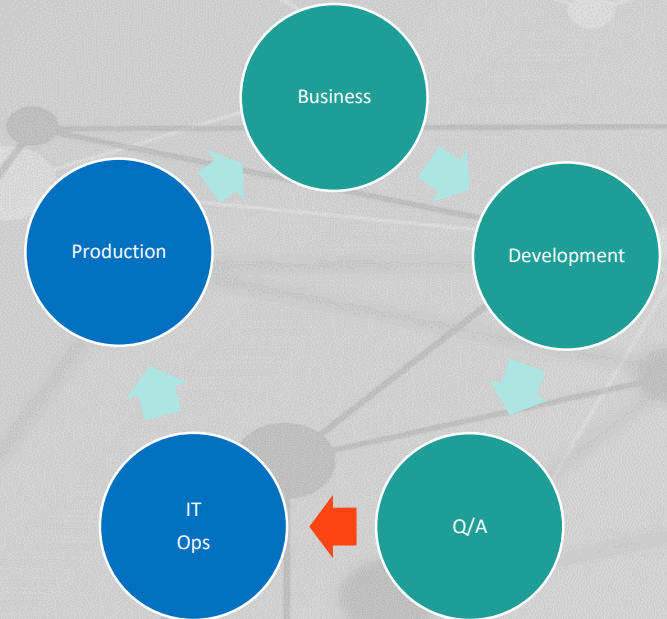 Business
Development
Production
Q/A
IT
Ops